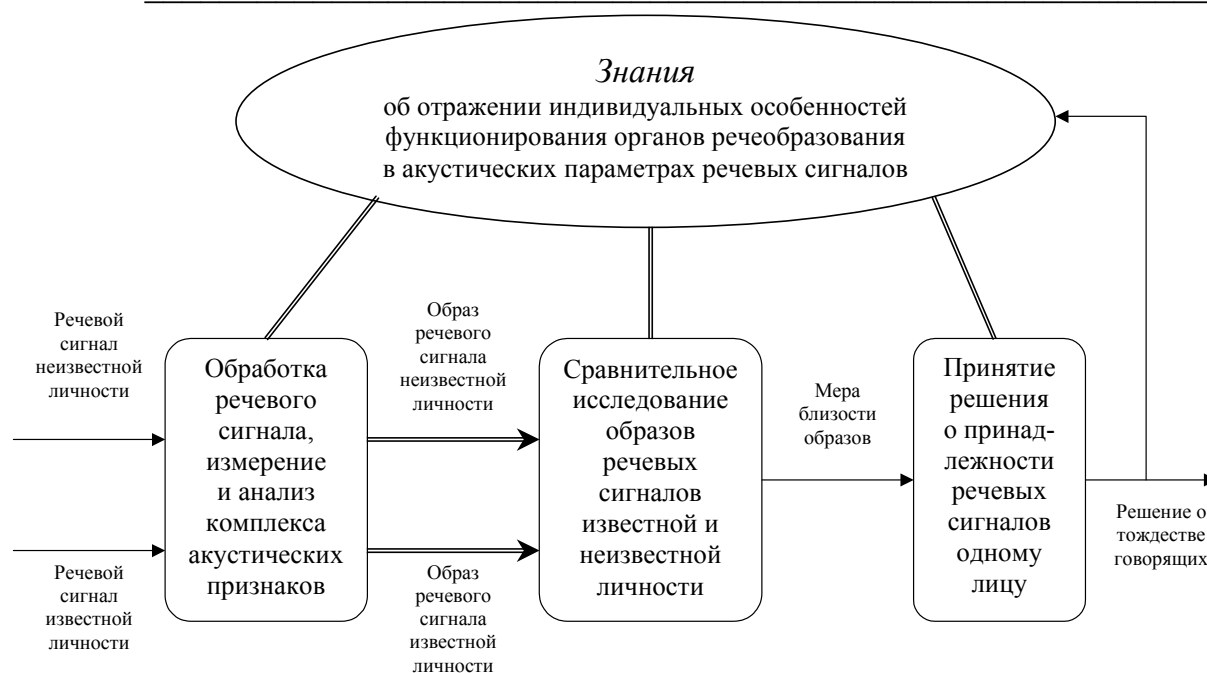 Знания
об отражении индивидуальных особенностей
функционирования органов речеобразования
в акустических параметрах речевых сигналов
Речевой
сигнал
неизвестной
личности
Речевой
сигнал
известной
личности
Обработка
речевого
сигнала,
измерение
и анализ
комплекса
акустических
признаков
Образ
речевого
сигнала
неизвестной
личности
Образ
речевого
сигнала
известной
личности
Сравнительное
исследование
образов
речевых
сигналов
известной и
неизвестной
личности
Мера
близости
образов
Принятие
решения
о принад-
лежности
речевых
сигналов
одному
лицу
Решение о
тождестве
говорящих